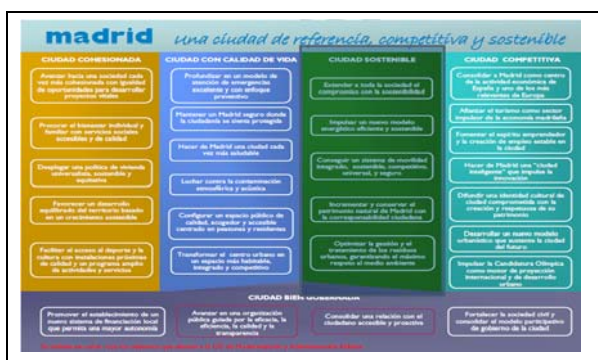 madrid una ciudad de referencia, competitiva y sostenible
CIUDAD COHESIONADA
Avanzar hacia una sociedad cada
vez más cohesionada con igualdad
de oportunidades para desarrollar
proyectos vitales
Procurar el bienestar individual y
familiar con servicios sociales
accesibles y de calidad
Desplegar una política de vivienda
universalista, sostenible y
equitativa
Favorecer un desarrollo
equilibrado del territorio basado
en un crecimiento sostenible
Facilitar el acceso al deporte y la
cultura con instalaciones próximas
de calidad y un programa amplio
de actividades y servicios
CIUDAD CON CALIDAD DE VIDA
Profundizar en un modelo de
atención de emergencias
excelente y con enfoque
preventivo
Mantener un Madrid seguro donde
la ciudadanía se sienta protegida
Hacer de Madrid una ciudad cada
vez más saludable
Luchar contra la contaminación
atmosférica y acústica
Configurar un espacio público de
calidad, acogedor y accesible
centrado en peatones y residentes
Transformar el centro urbano en
un espacio más habitable,
integrado y competitivo
CIUDAD SOSTENIBLE
Extender a toda la sociedad el
compromiso con la sostenibilidad
Impulsar un nuevo modelo
energético eficiente y sostenible
Conseguir un sistema de movilidad
integrado, sostenible, competitivo,
universal, y seguro
Incrementar y conservar el
patrimonio natural de Madrid con
la corresponsabilidad ciudadana
Optimizar la gestión y el
tratamiento de los residuos
urbanos, garantizando el máximo
respeto al medio ambiente
CIUDAD COMPETITIVA
Consolidar a Madrid como centro
de la actividad económica de
España y uno de los más
relevantes de Europa
Afianzar el turismo como sector
impulsor de la economía madrileña
Fomentar el espíritu emprendedor
y la creación de empleo estable en
la ciudad
Hacer de Madrid una "ciudad
inteligente" que impulsa la
innovación
Difundir una identidad cultural de
ciudad comprometida con la
creación y respetuosa de su
patrimonio
Desarrollar un nuevo modelo
urbanístico que sustente la ciudad
del futuro
Impulsar la Candidatura Olímpica
como motor de proyección
internacional y de desarrollo
urbano
CIUDAD BIEN GOBERNADA
Promover el establecimiento de un
nuevo sistema de financiación local
que permita una mayor autonomía
Avanzar en una organización
pública guiada por la eficacia, la
eficiencia, la calidad y la
transparencia
Consolidar una relación con el
ciudadano accesible y proactiva
Fortalecer la sociedad civil y
consolidar el modelo participativo
de gobierno de la ciudad